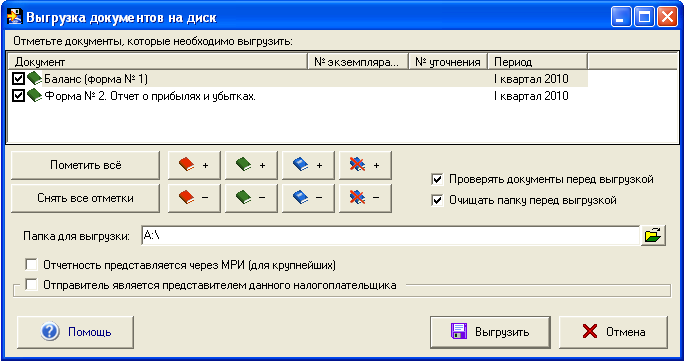 Выгрузка документов на диск
Отметьте документы, которые необходимо выгрузить:
Документ № экземпляра... № уточнения Период
Баланс (форма № 1) I квартал 2010
Форма № 2. Отчет о прибылях и убытках. I квартал 2010
Пометить всё + + + +
Проверять документы перед выгрузкой
Снять все отметки – – – –
Очищать папку перед выгрузкой
Папка для выгрузки: A:\
Отчетность представляется через МРИ (для крупнейших)
Отправитель является представителем данного налогоплательщика
? Помощь Выгрузить Отмена